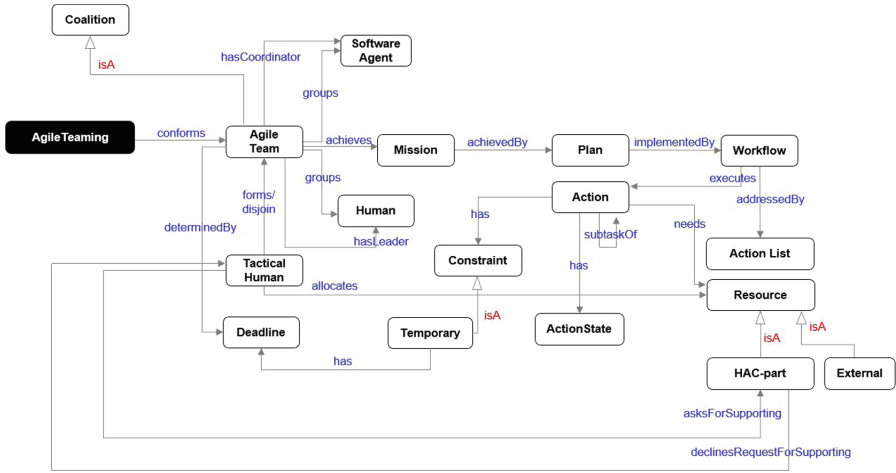 Coalition
hasCoordinator
Software
Agent
isA
groups
AgileTeaming
conforms
Agile
Team
achieves
Mission
achievedBy
Plan
implementedBy
Workflow
groups
executes
forms/
disjoin
Human
Action
addressedBy
has
determinedBy
hasLeader
subtaskOf
needs
Tactical
Human
Constraint
has
Action List
allocates
Resource
Deadline
Temporary
isA
ActionState
isA
isA
has
HAC-part
External
asksForSupporting
declinesRequestForSupporting